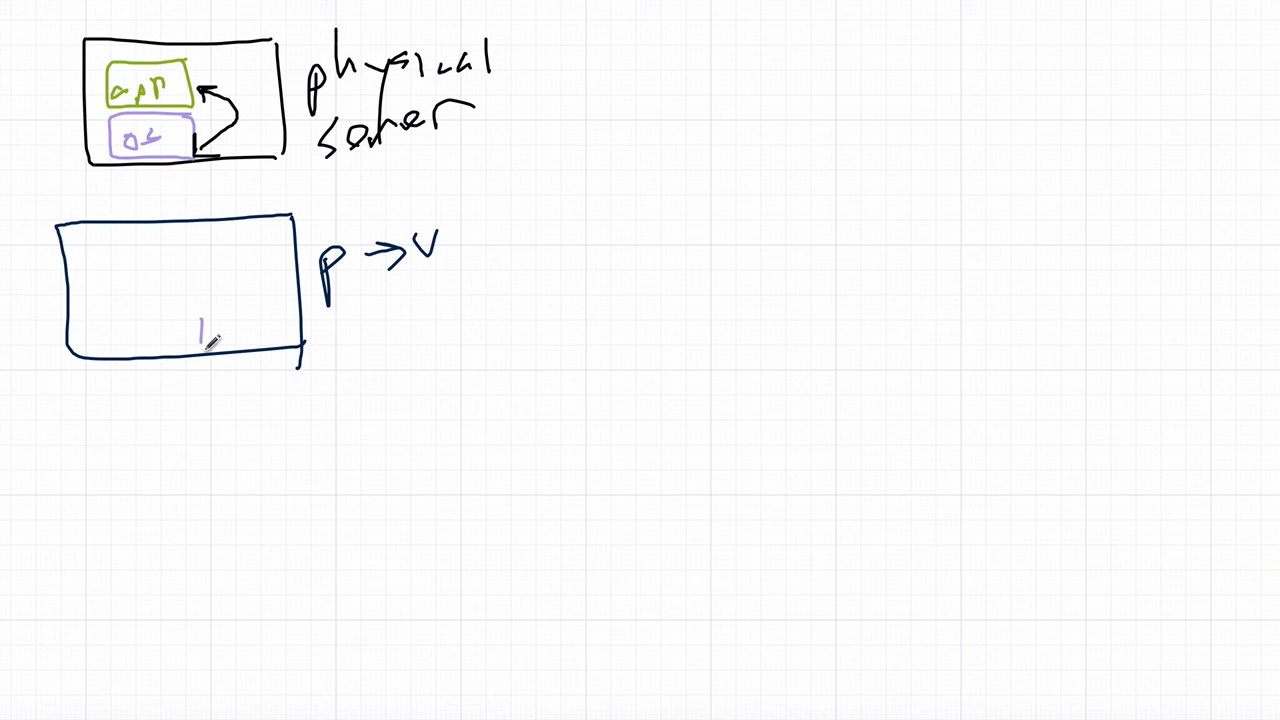 app
os
physical
server
P → V